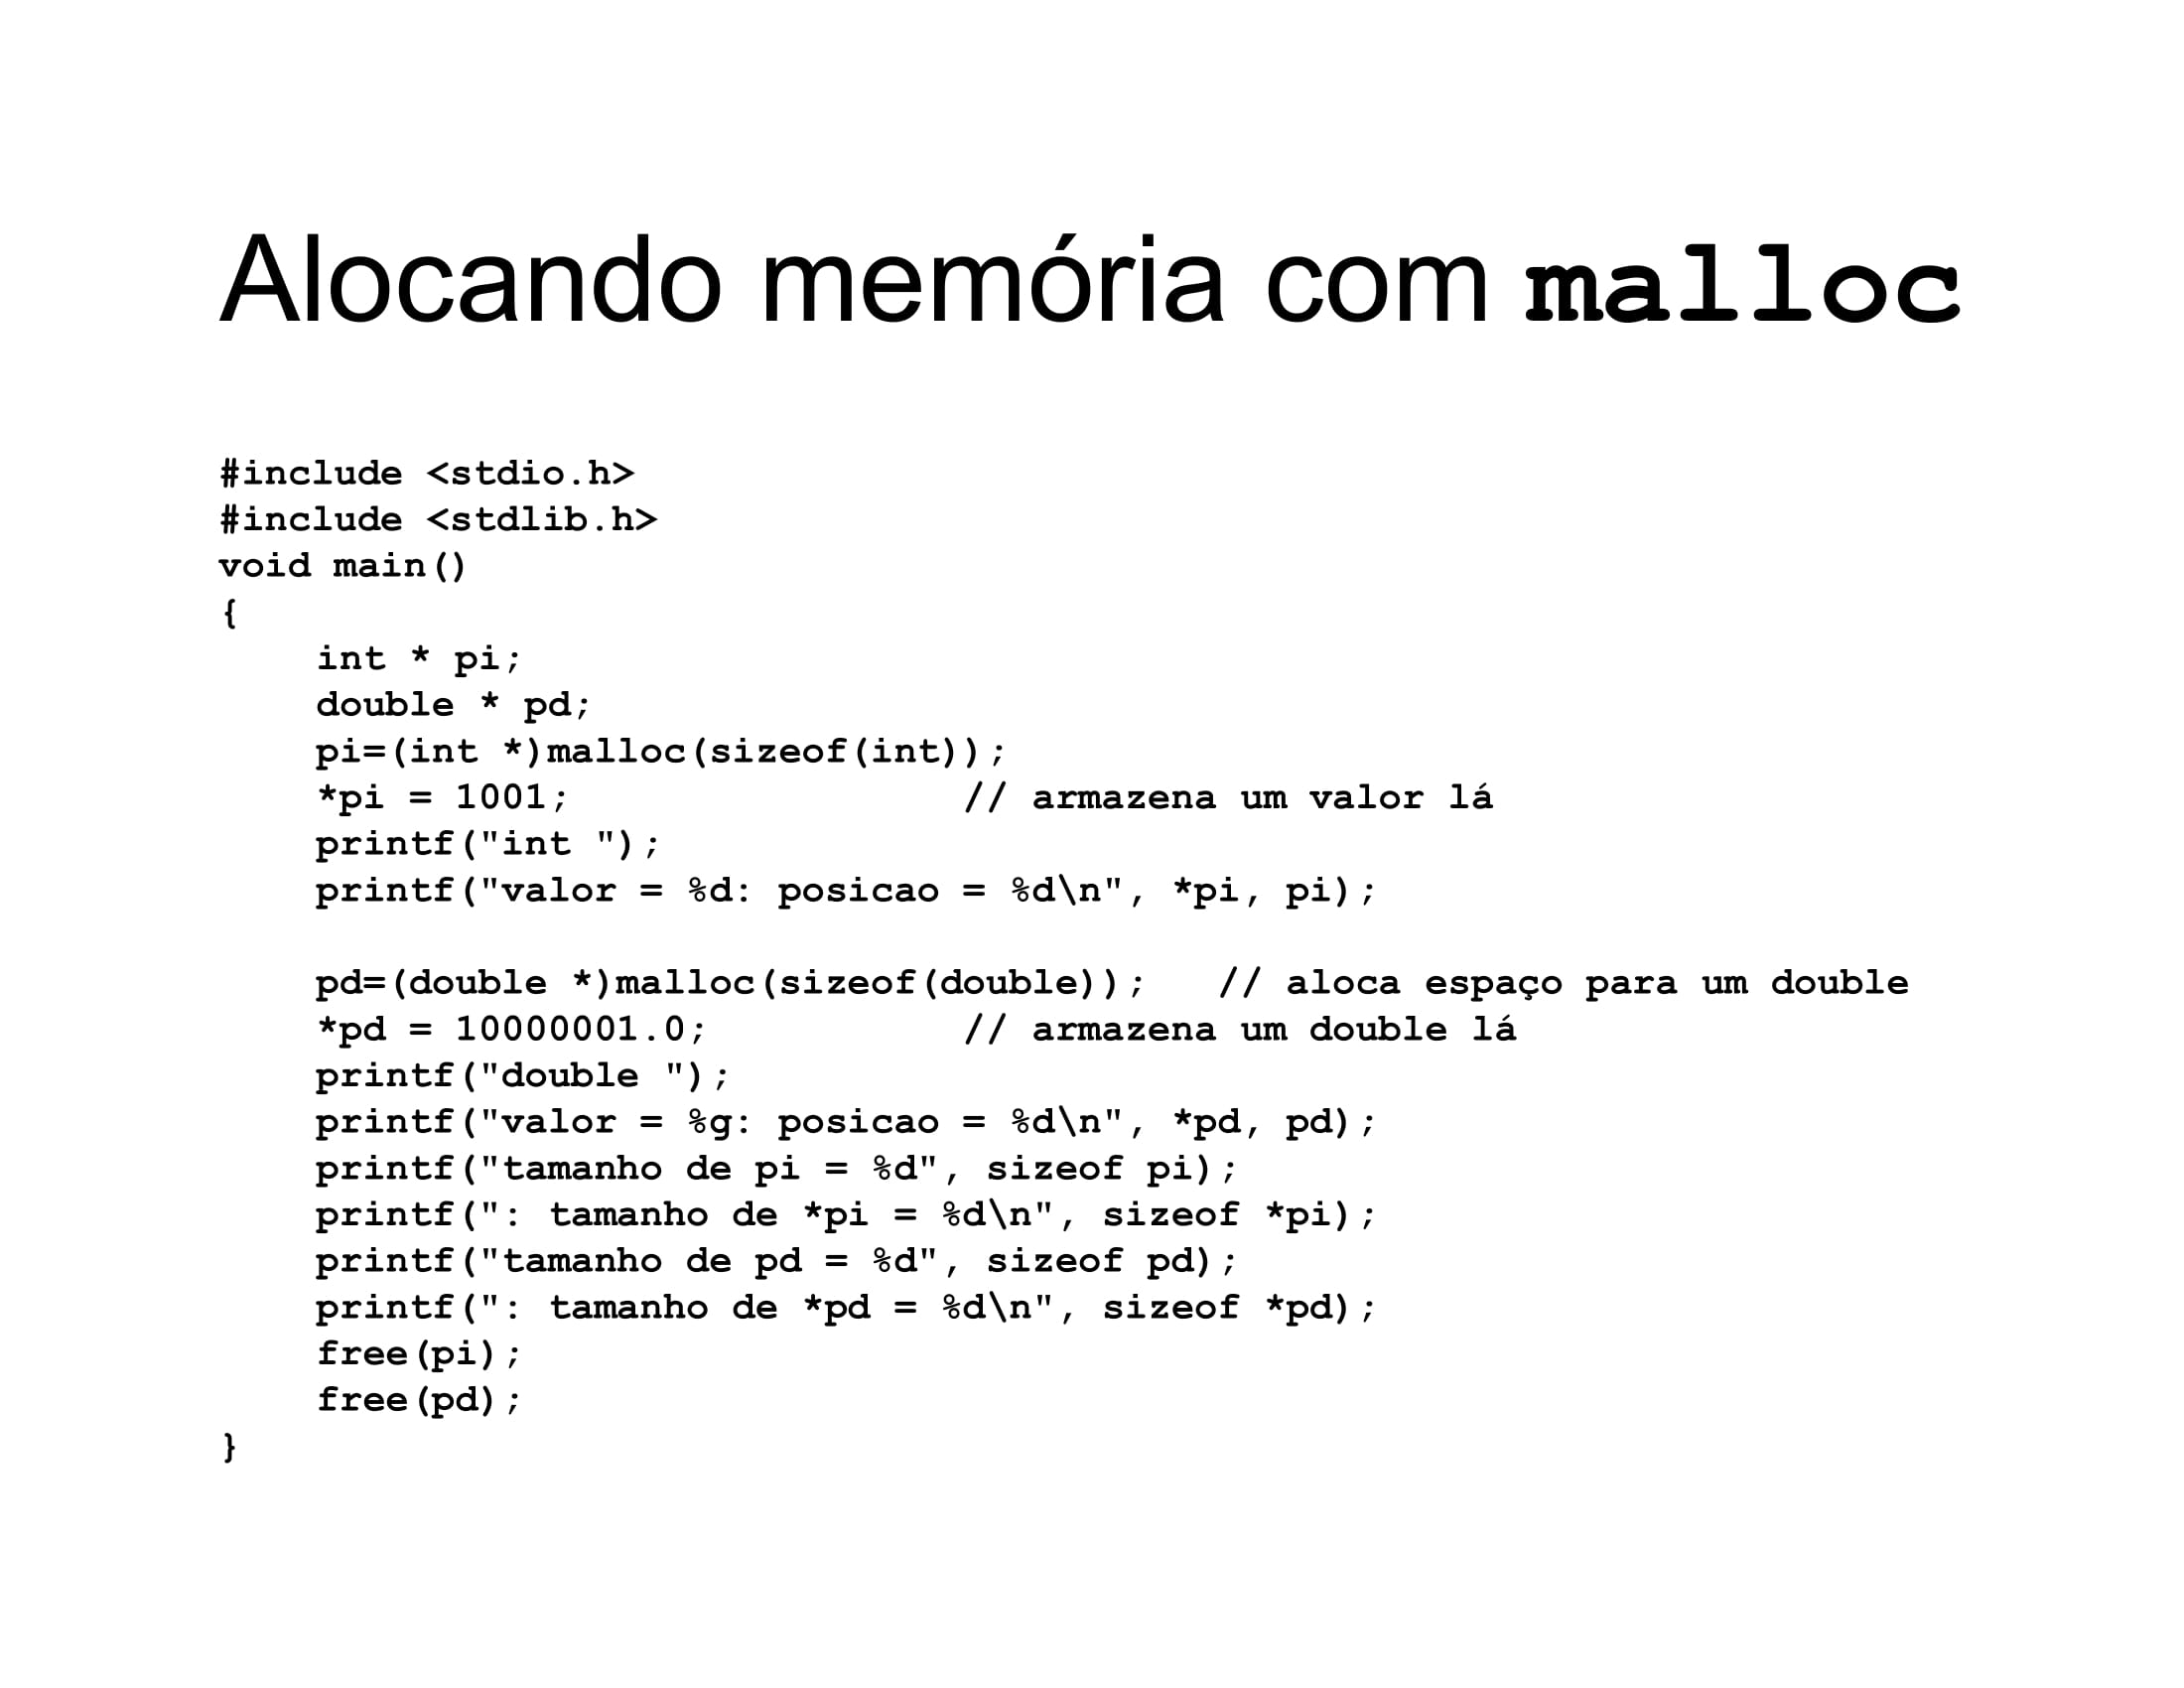 Alocando memória com malloc
#include <stdio.h>
#include <stdlib.h>
void main()
{
int * pi;
double * pd;
pi=(int *)malloc(sizeof(int));
*pi = 1001; // armazena um valor lá
printf("int ");
printf("valor = %d: posicao = %d\n", *pi, pi);
pd=(double *)malloc(sizeof(double)); // aloca espaço para um double
*pd = 10000001.0; // armazena um double lá
printf("double ");
printf("valor = %g: posicao = %d\n", *pd, pd);
printf("tamanho de pi = %d", sizeof pi);
printf(": tamanho de *pi = %d\n", sizeof *pi);
printf("tamanho de pd = %d", sizeof pd);
printf(": tamanho de *pd = %d\n", sizeof *pd);
free(pi);
free(pd);
}